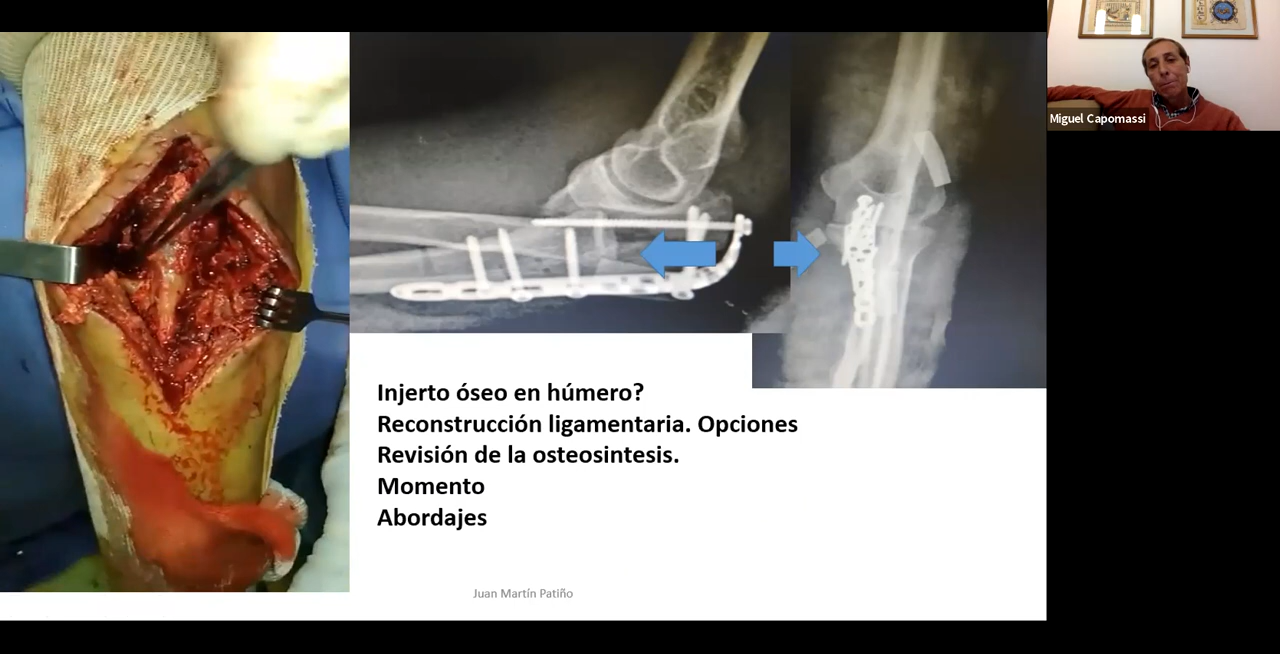 Miguel Capomassi
Injerto óseo en húmero?
Reconstrucción ligamentaria. Opciones
Revisión de la osteosintesis.
Momento
Abordajes
Juan Martín Patiño